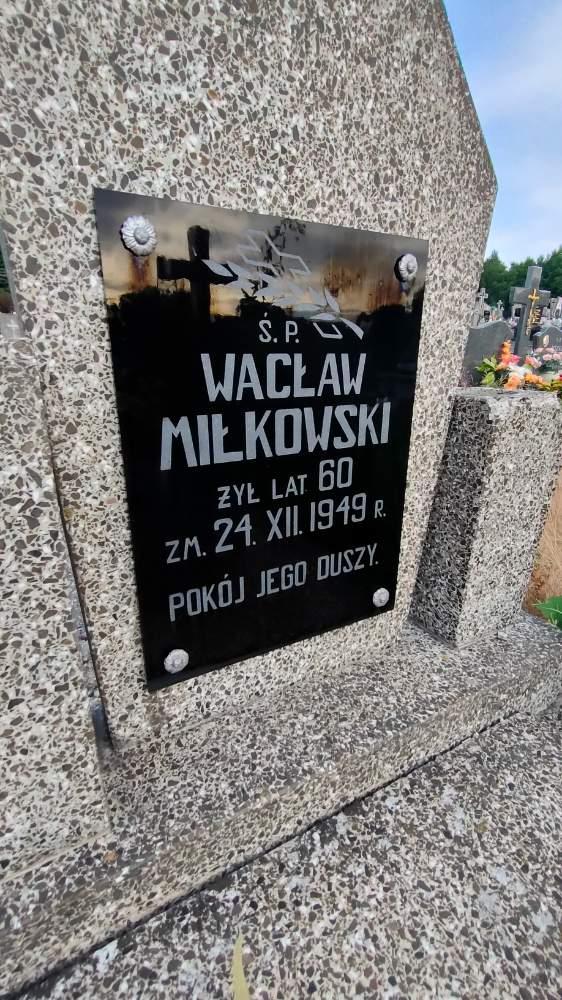 Ś.P.
WACŁAW
MIŁKOWSKI
ŻYŁ LAT 60
ZM. 24. XII. 1949 R.
POKÓJ JEGO DUSZY.